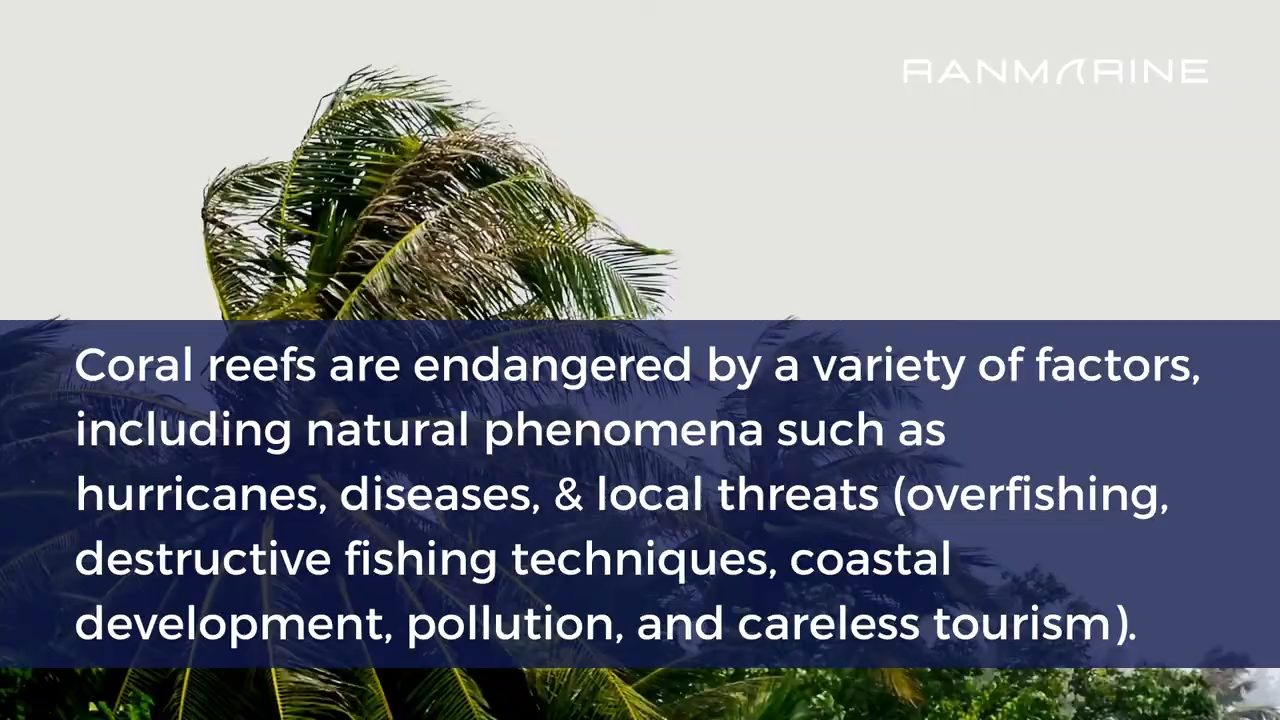 RANMARINE
Coral reefs are endangered by a variety of factors,
including natural phenomena such as
hurricanes, diseases, & local threats (overfishing,
destructive fishing techniques, coastal
development, pollution, and careless tourism).